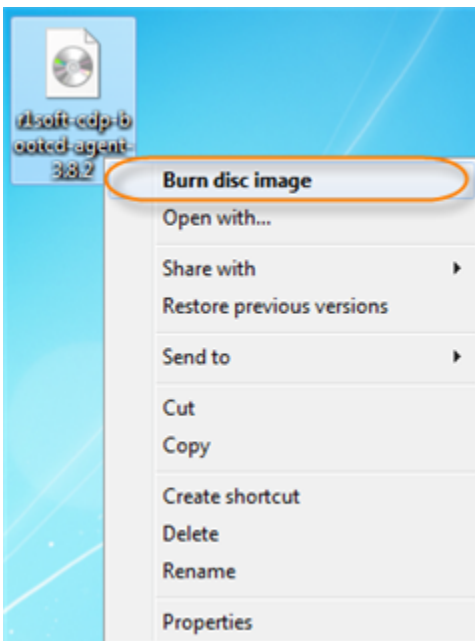 r1soft-cdp-b
ootcd-agent-
3.8.2
Burn disc image
Open with...
Share with
Restore previous versions
Send to
Cut
Copy
Create shortcut
Delete
Rename
Properties